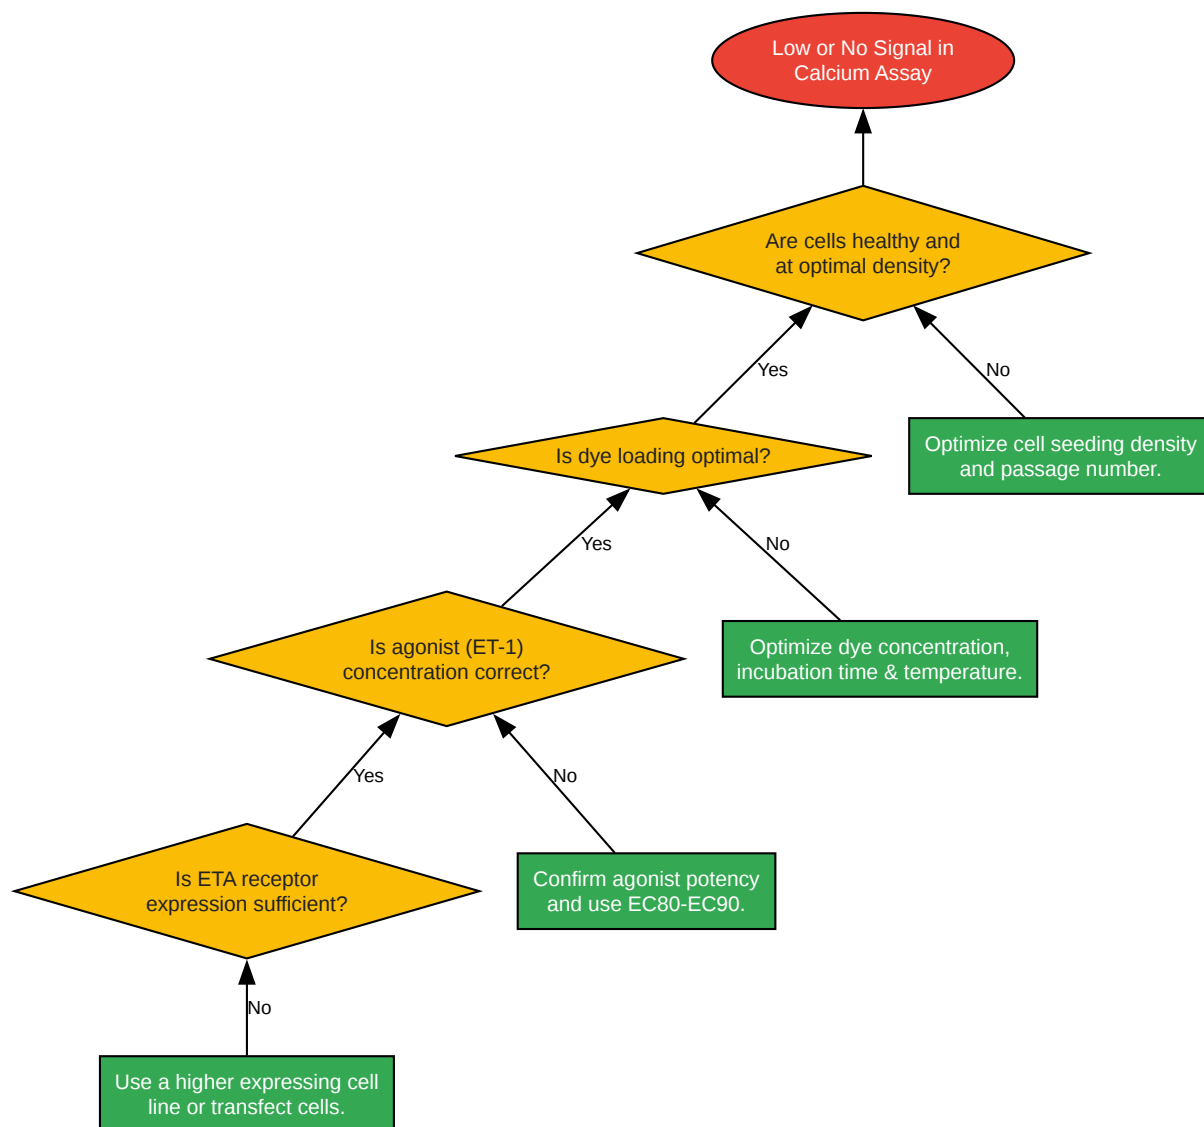 Low or No Signal in
Calcium Assay
Are cells healthy and
at optimal density?
Yes
No
Is dye loading optimal?
Optimize cell seeding density
and passage number.
Yes
No
Is agonist (ET-1)
concentration correct?
Optimize dye concentration,
incubation time & temperature.
Yes
No
Is ETA receptor
expression sufficient?
Confirm agonist potency
and use EC80-EC90.
No
Use a higher expressing cell
line or transfect cells.